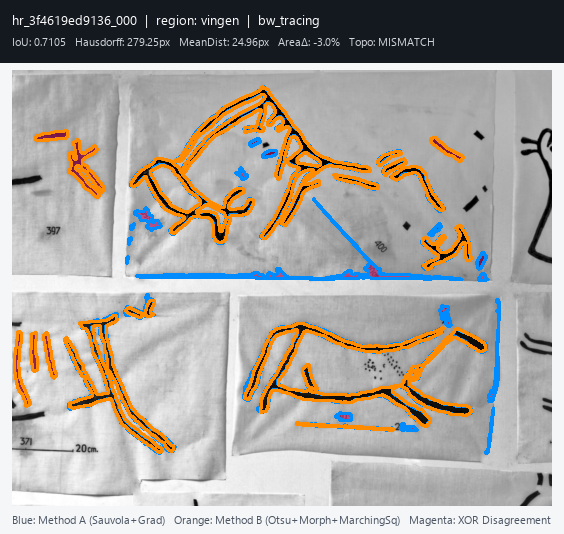 hr_3f4619ed9136_000 | region: vingen | bw_tracing
IoU: 0.7105 Hausdorff: 279.25px MeanDist: 24.96px AreaΔ: -3.0% Topo: MISMATCH
397
400
371
20cm.
Blue: Method A (Sauvola+Grad) Orange: Method B (Otsu+Morph+MarchingSq) Magenta: XOR Disagreement